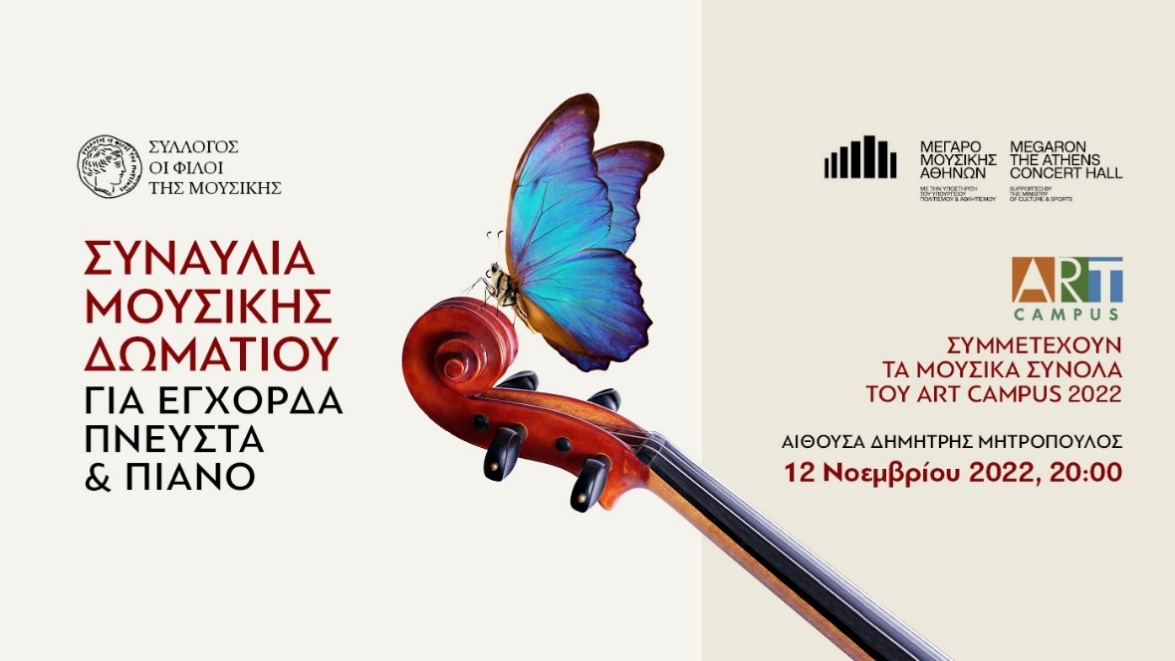 ΣΥΛΛΟΓΟΣ
ΟΙ ΦΙΛΟΙ
ΤΗΣ ΜΟΥΣΙΚΗΣ
ΣΥΝΑΥΛΙΑ
ΜΟΥΣΙΚΗΣ
ΔΩΜΑΤΙΟΥ
ΓΙΑ ΕΓΧΟΡΔΑ
ΠΝΕΥΣΤΑ
& ΠΙΑΝΟ
ΜΕΓΑΡΟ
ΜΟΥΣΙΚΗΣ
ΑΘΗΝΩΝ
ΜΕ ΤΗΝ ΥΠΟΣΤΗΡΙΞΗ
ΤΟΥ ΥΠΟΥΡΓΕΙΟΥ
ΠΟΛΙΤΙΣΜΟΥ & ΑΘΛΗΤΙΣΜΟΥ
MEGARON
THE ATHENS
CONCERT HALL
SUPPORTED BY
THE MINISTRY
OF CULTURE & SPORTS
ART
CAMPUS
ΣΥΜΜΕΤΕΧΟΥΝ
ΤΑ ΜΟΥΣΙΚΑ ΣΥΝΟΛΑ
ΤΟΥ ART CAMPUS 2022
ΑΙΘΟΥΣΑ ΔΗΜΗΤΡΗΣ ΜΗΤΡΟΠΟΥΛΟΣ
12 Νοεμβρίου 2022, 20:00